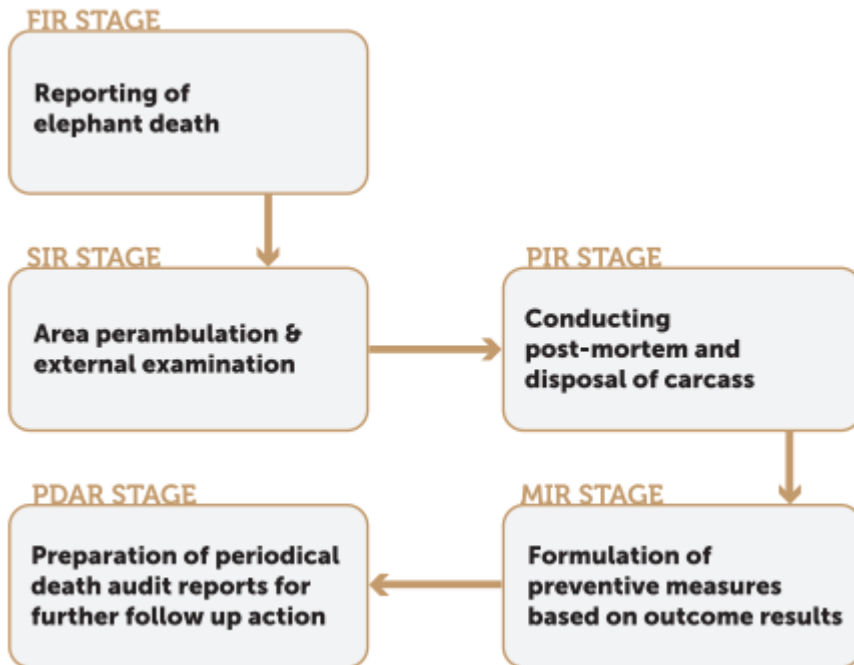 FIR STAGE
Reporting of
elephant death
SIR STAGE
Area perambulation &
external examination
PIR STAGE
Conducting
post-mortem and
disposal of carcass
MIR STAGE
Formulation of
preventive measures
based on outcome results
PDAR STAGE
Preparation of periodical
death audit reports for
further follow up action